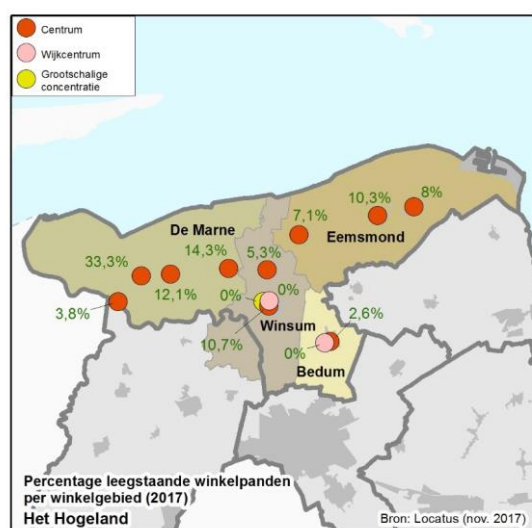 Centrum
Wijkcentrum
Grootschalige
concentratie
10,3%
8%
7,1%
De Marne
Eemsmond
14,3%
5,3%
33,3%
12,1%
0%
0%
3,8%
Winsum
2,6%
10,7%
0%
Bedum
Percentage leegstaande winkelpanden
per winkelgebied (2017)
Het Hogeland
Bron: Locatus (nov. 2017)